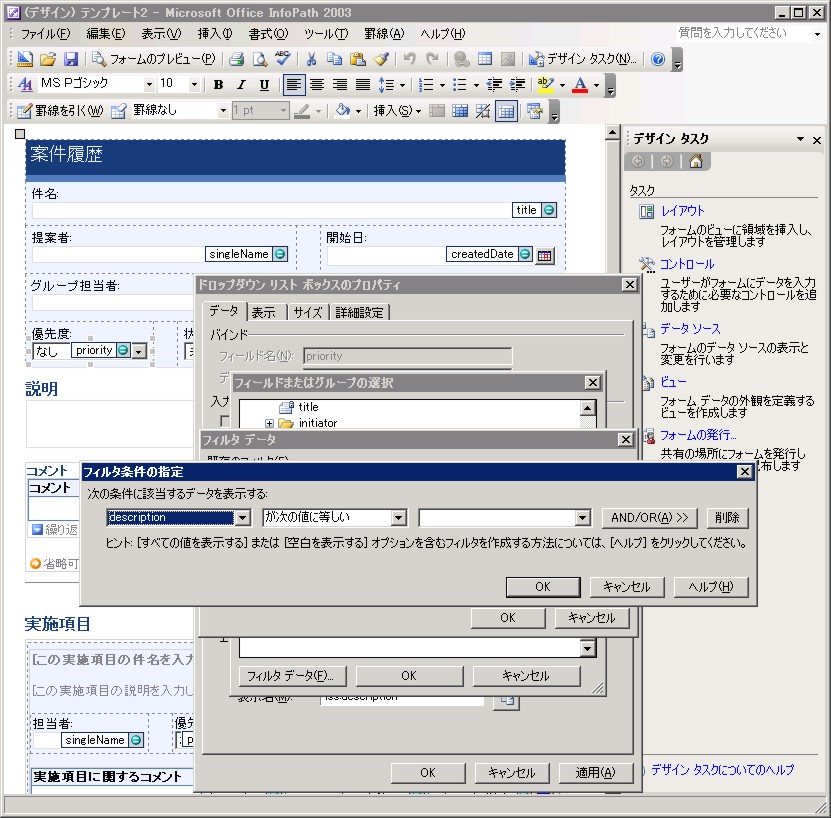 (デザイン) テンプレート2 - Microsoft Office InfoPath 2003
ファイル(F) 編集(E) 表示(V) 挿入(I) 書式(O) ツール(T) 罫線(A) ヘルプ(H) 質問を入力してください
フォームのプレビュー(P) デザイン タスク(N)...
MS Pゴシック 10 B I U
罫線を引く(W) 罫線なし 1 pt 挿入(S)
案件履歴
件名:
title
提案者: 開始日:
singleName createdDate
グループ担当者:
優先度:
なし priority
説明
コメント
コメント
繰り返
省略可
実施項目
[この実施項目の件名を入力
[この実施項目の説明を入力し
担当者: 優先
singleName
実施項目に関するコメント
ドロップダウン リスト ボックスのプロパティ
データ 表示 サイズ 詳細設定
バインド
フィールド名(N): priority
入力
フィールドまたはグループの選択
title
initiator
フィルタ データ
フィルタ条件の指定
次の条件に該当するデータを表示する:
description が次の値に等しい AND/OR(A) >> 削除
ヒント: [すべての値を表示する] または [空白を表示する] オプションを含むフィルタを作成する方法については、[ヘルプ] をクリックしてください。
OK キャンセル ヘルプ(H)
OK キャンセル
フィルタ データ(F)... OK キャンセル
表示名(M): iss:description
OK キャンセル 適用(A)
デザイン タスク
タスク
レイアウト
フォームのビューに領域を挿入し、
レイアウトを管理します
コントロール
ユーザーがフォームにデータを入力
するために必要なコントロールを追
加します
データ ソース
フォームのデータ ソースの表示と
変更を行います
ビュー
フォーム データの外観を定義する
ビューを作成します
フォームの発行...
共有の場所にフォームを発行し
布します
デザイン タスクについてのヘルプ